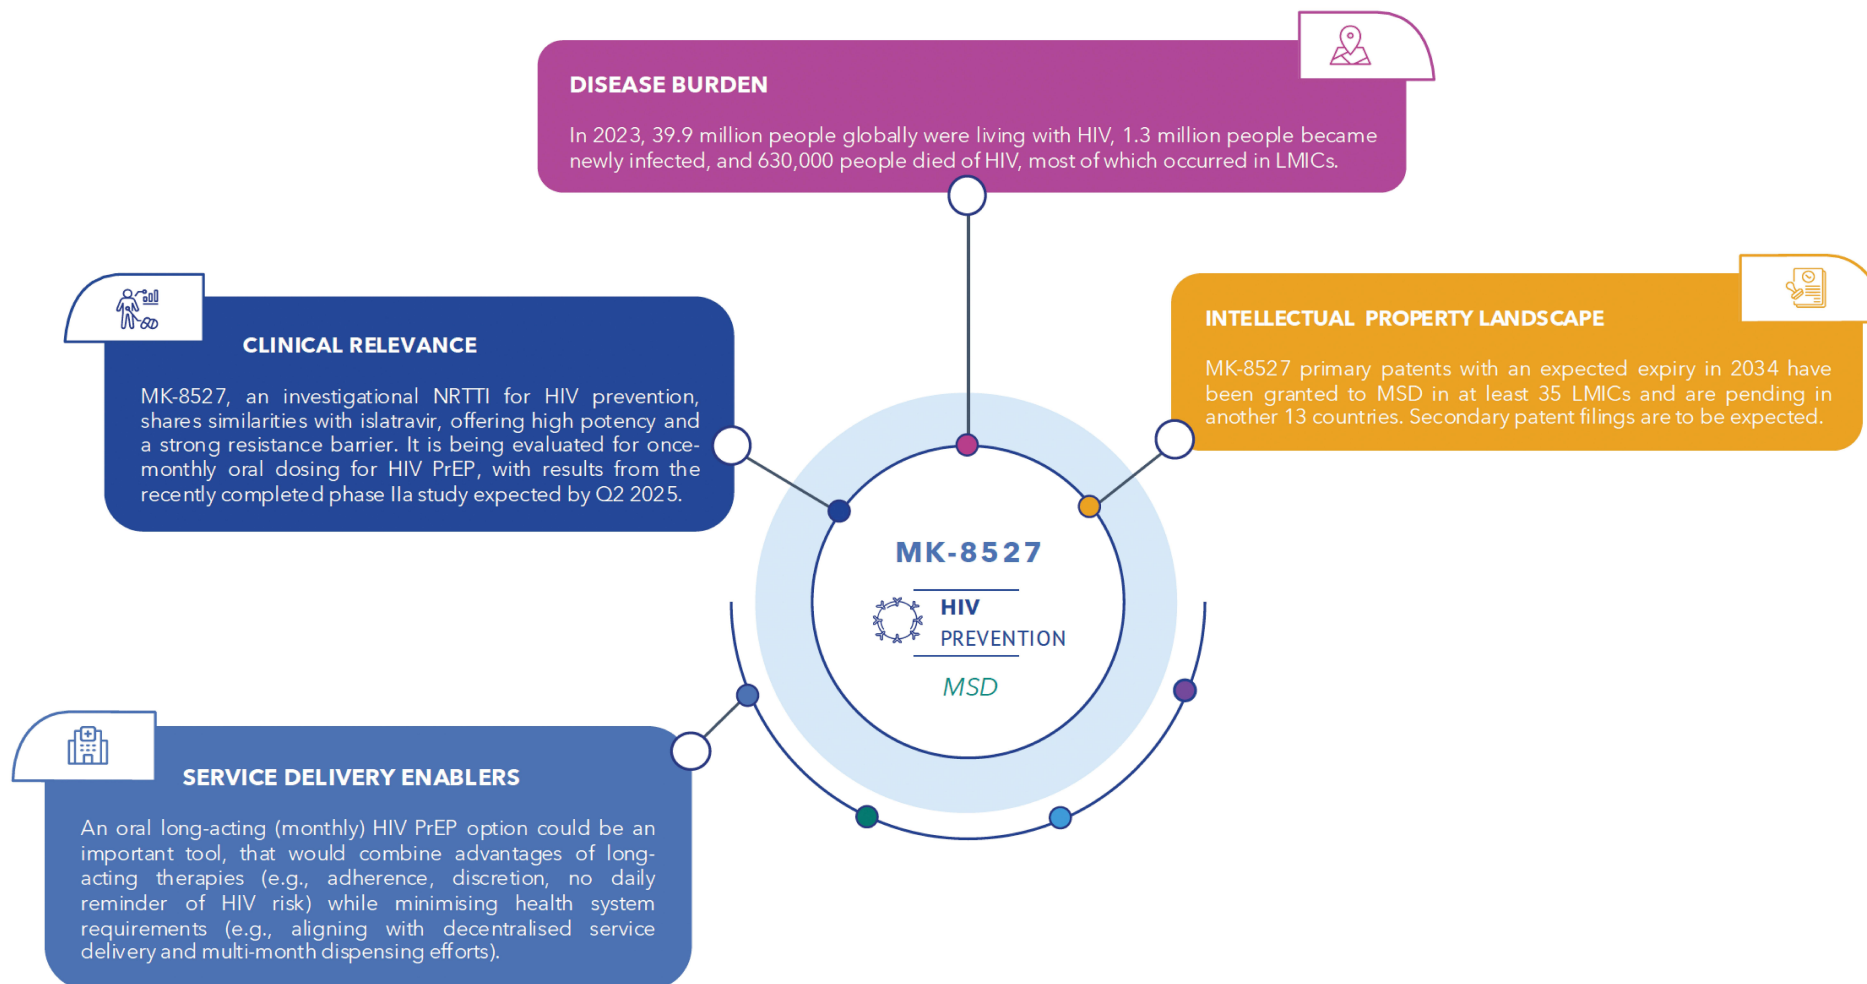 DISEASE BURDEN
In 2023, 39.9 million people globally were living with HIV, 1.3 million people became
newly infected, and 630,000 people died of HIV, most of which occurred in LMICs.
CLINICAL RELEVANCE
MK-8527, an investigational NRTTI for HIV prevention,
shares similarities with islatravir, offering high potency and
a strong resistance barrier. It is being evaluated for once-
monthly oral dosing for HIV PrEP, with results from the
recently completed phase IIa study expected by Q2 2025.
INTELLECTUAL PROPERTY LANDSCAPE
MK-8527 primary patents with an expected expiry in 2034 have
been granted to MSD in at least 35 LMICs and are pending in
another 13 countries. Secondary patent filings are to be expected.
MK-8527
HIV
PREVENTION
MSD
SERVICE DELIVERY ENABLERS
An oral long-acting (monthly) HIV PrEP option could be an
important tool, that would combine advantages of long-
acting therapies (e.g., adherence, discretion, no daily
reminder of HIV risk) while minimising health system
requirements (e.g., aligning with decentralised service
delivery and multi-month dispensing efforts).